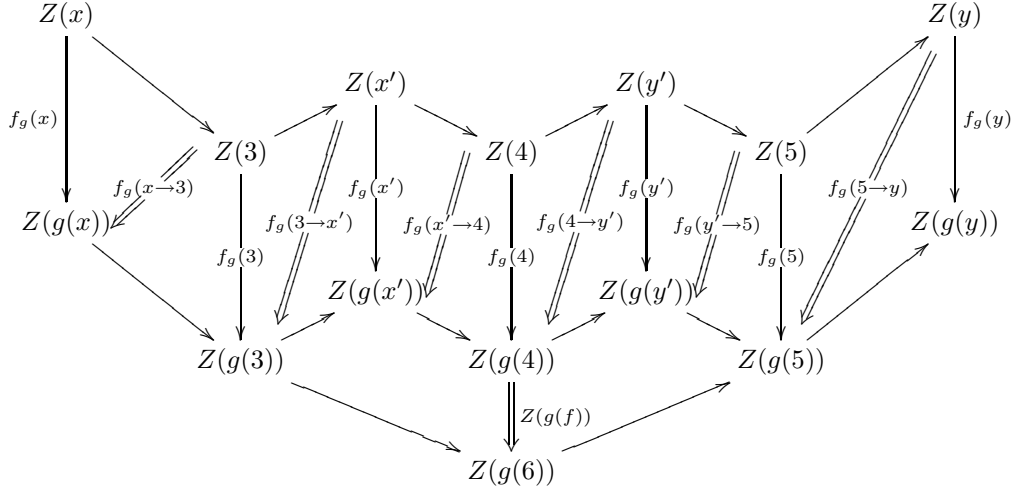 Z(x) Z(y)
Z(x′) Z(y′)
f_g(x) f_g(y)
Z(3) Z(4) Z(5)
f_g(x→3) f_g(x′) f_g(y′) f_g(5→y)
Z(g(x)) f_g(3→x′) f_g(x′→4) f_g(4→y′) f_g(y′→5) Z(g(y))
f_g(3) f_g(4) f_g(5)
Z(g(x′)) Z(g(y′))
Z(g(3)) Z(g(4)) Z(g(5))
Z(g(f))
Z(g(6))